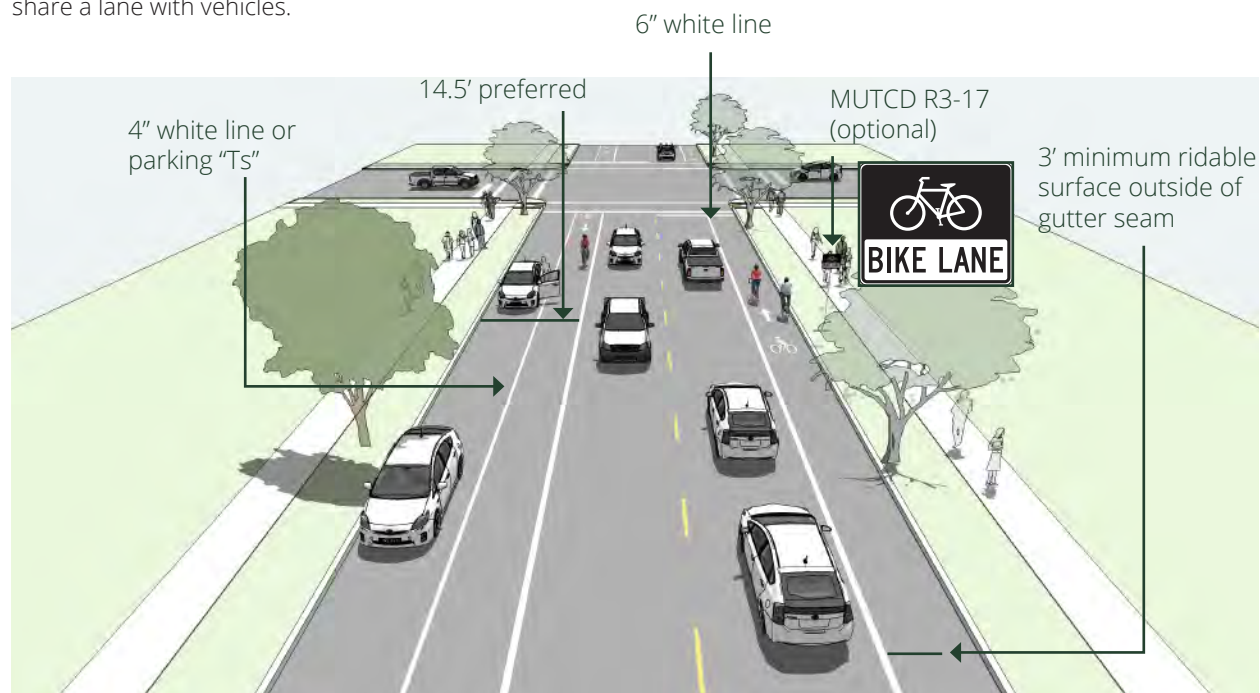 share a lane with vehicles.
6” white line
14.5’ preferred
4” white line or
parking “Ts”
MUTCD R3-17
(optional)
BIKE LANE
3’ minimum ridable
surface outside of
gutter seam